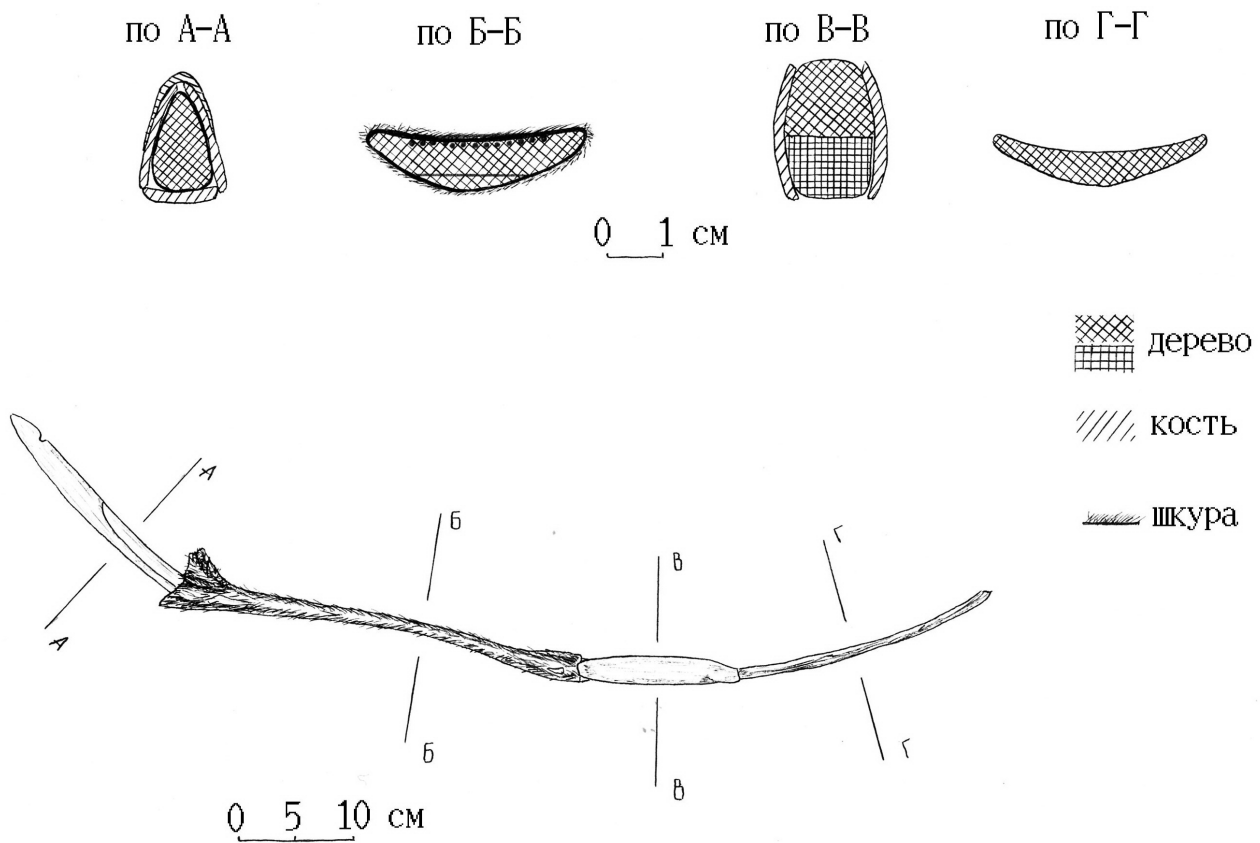 по А-А
по Б-Б
по В-В
по Г-Г
0 1 см
дерево
кость
шкура
А
А
Б
Б
В
В
Г
Г
0 5 10 см